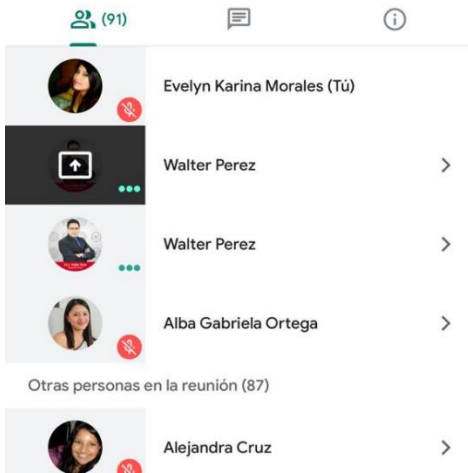 (91)
Evelyn Karina Morales (Tú)
Walter Perez
Walter Perez
Alba Gabriela Ortega
Otras personas en la reunión (87)
Alejandra Cruz